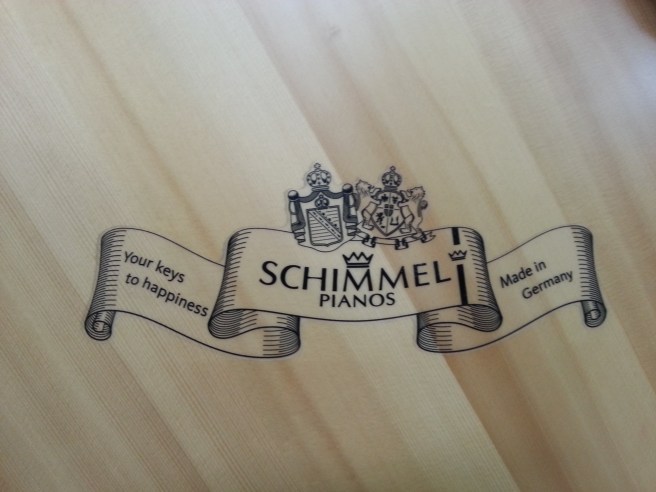 Your keys
to happiness
SCHIMMEL
PIANOS
Made in
Germany